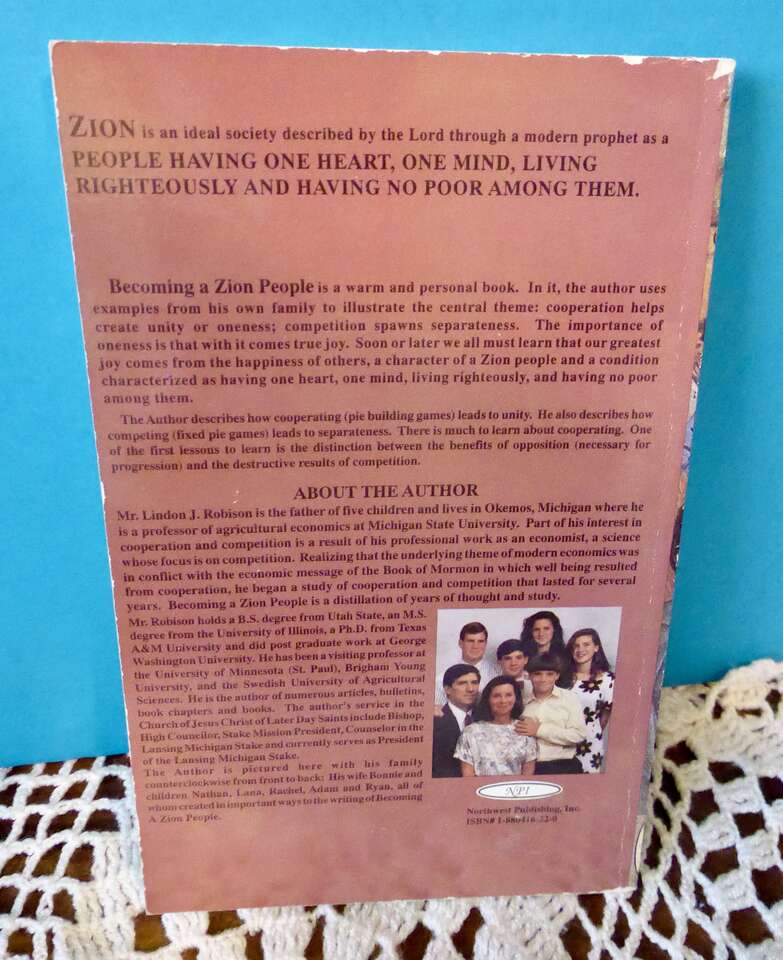 ZION is an ideal society described by the Lord through a modern prophet as a
PEOPLE HAVING ONE HEART, ONE MIND, LIVING
RIGHTEOUSLY AND HAVING NO POOR AMONG THEM.
Becoming a Zion People is a warm and personal book. In it, the author uses
examples from his own family to illustrate the central theme: cooperation helps
create unity or oneness; competition spawns separateness. The importance of
oneness is that with it comes true joy. Soon or later we all must learn that our greatest
joy comes from the happiness of others, a character of a Zion people and a condition
characterized as having one heart, one mind, living righteously, and having no poor
among them.
The Author describes how cooperating (pie building games) leads to unity. He also describes how
competing (fixed pie games) leads to separateness. There is much to learn about cooperating. One
of the first lessons to learn is the distinction between the benefits of opposition (necessary for
progression) and the destructive results of competition.
ABOUT THE AUTHOR
Mr. Lindon J. Robison is the father of five children and lives in Okemos, Michigan where he
is a professor of agricultural economics at Michigan State University. Part of his interest in
cooperation and competition is a result of his professional work as an economist, a science
whose focus is on competition. Realizing that the underlying theme of modern economics was
in conflict with the economic message of the Book of Mormon in which well being resulted
from cooperation, he began a study of cooperation and competition that lasted for several
years. Becoming a Zion People is a distillation of years of thought and study.
Mr. Robison holds a B.S. degree from Utah State, an M.S.
degree from the University of Illinois, a Ph.D. from Texas
A&M University and did post graduate work at George
Washington University. He has been a visiting professor at
the University of Minnesota (St. Paul), Brigham Young
University, and the Swedish University of Agricultural
Sciences. He is the author of numerous articles, bulletins,
book chapters and books. The author's service in the
Church of Jesus Christ of Later Day Saints include Bishop,
High Councilor, Stake Mission President, Counselor in the
Lansing Michigan Stake and currently serves as President
of the Lansing Michigan Stake.
The Author is pictured here with his family
counterclockwise from front to back: His wife Bonnie and
children Nathan, Lana, Rachel, Adam and Ryan, all of
whom created in important ways to the writing of Becoming
A Zion People.
NPI
Northwest Publishing, Inc.
ISBN# 1-880416-22-0